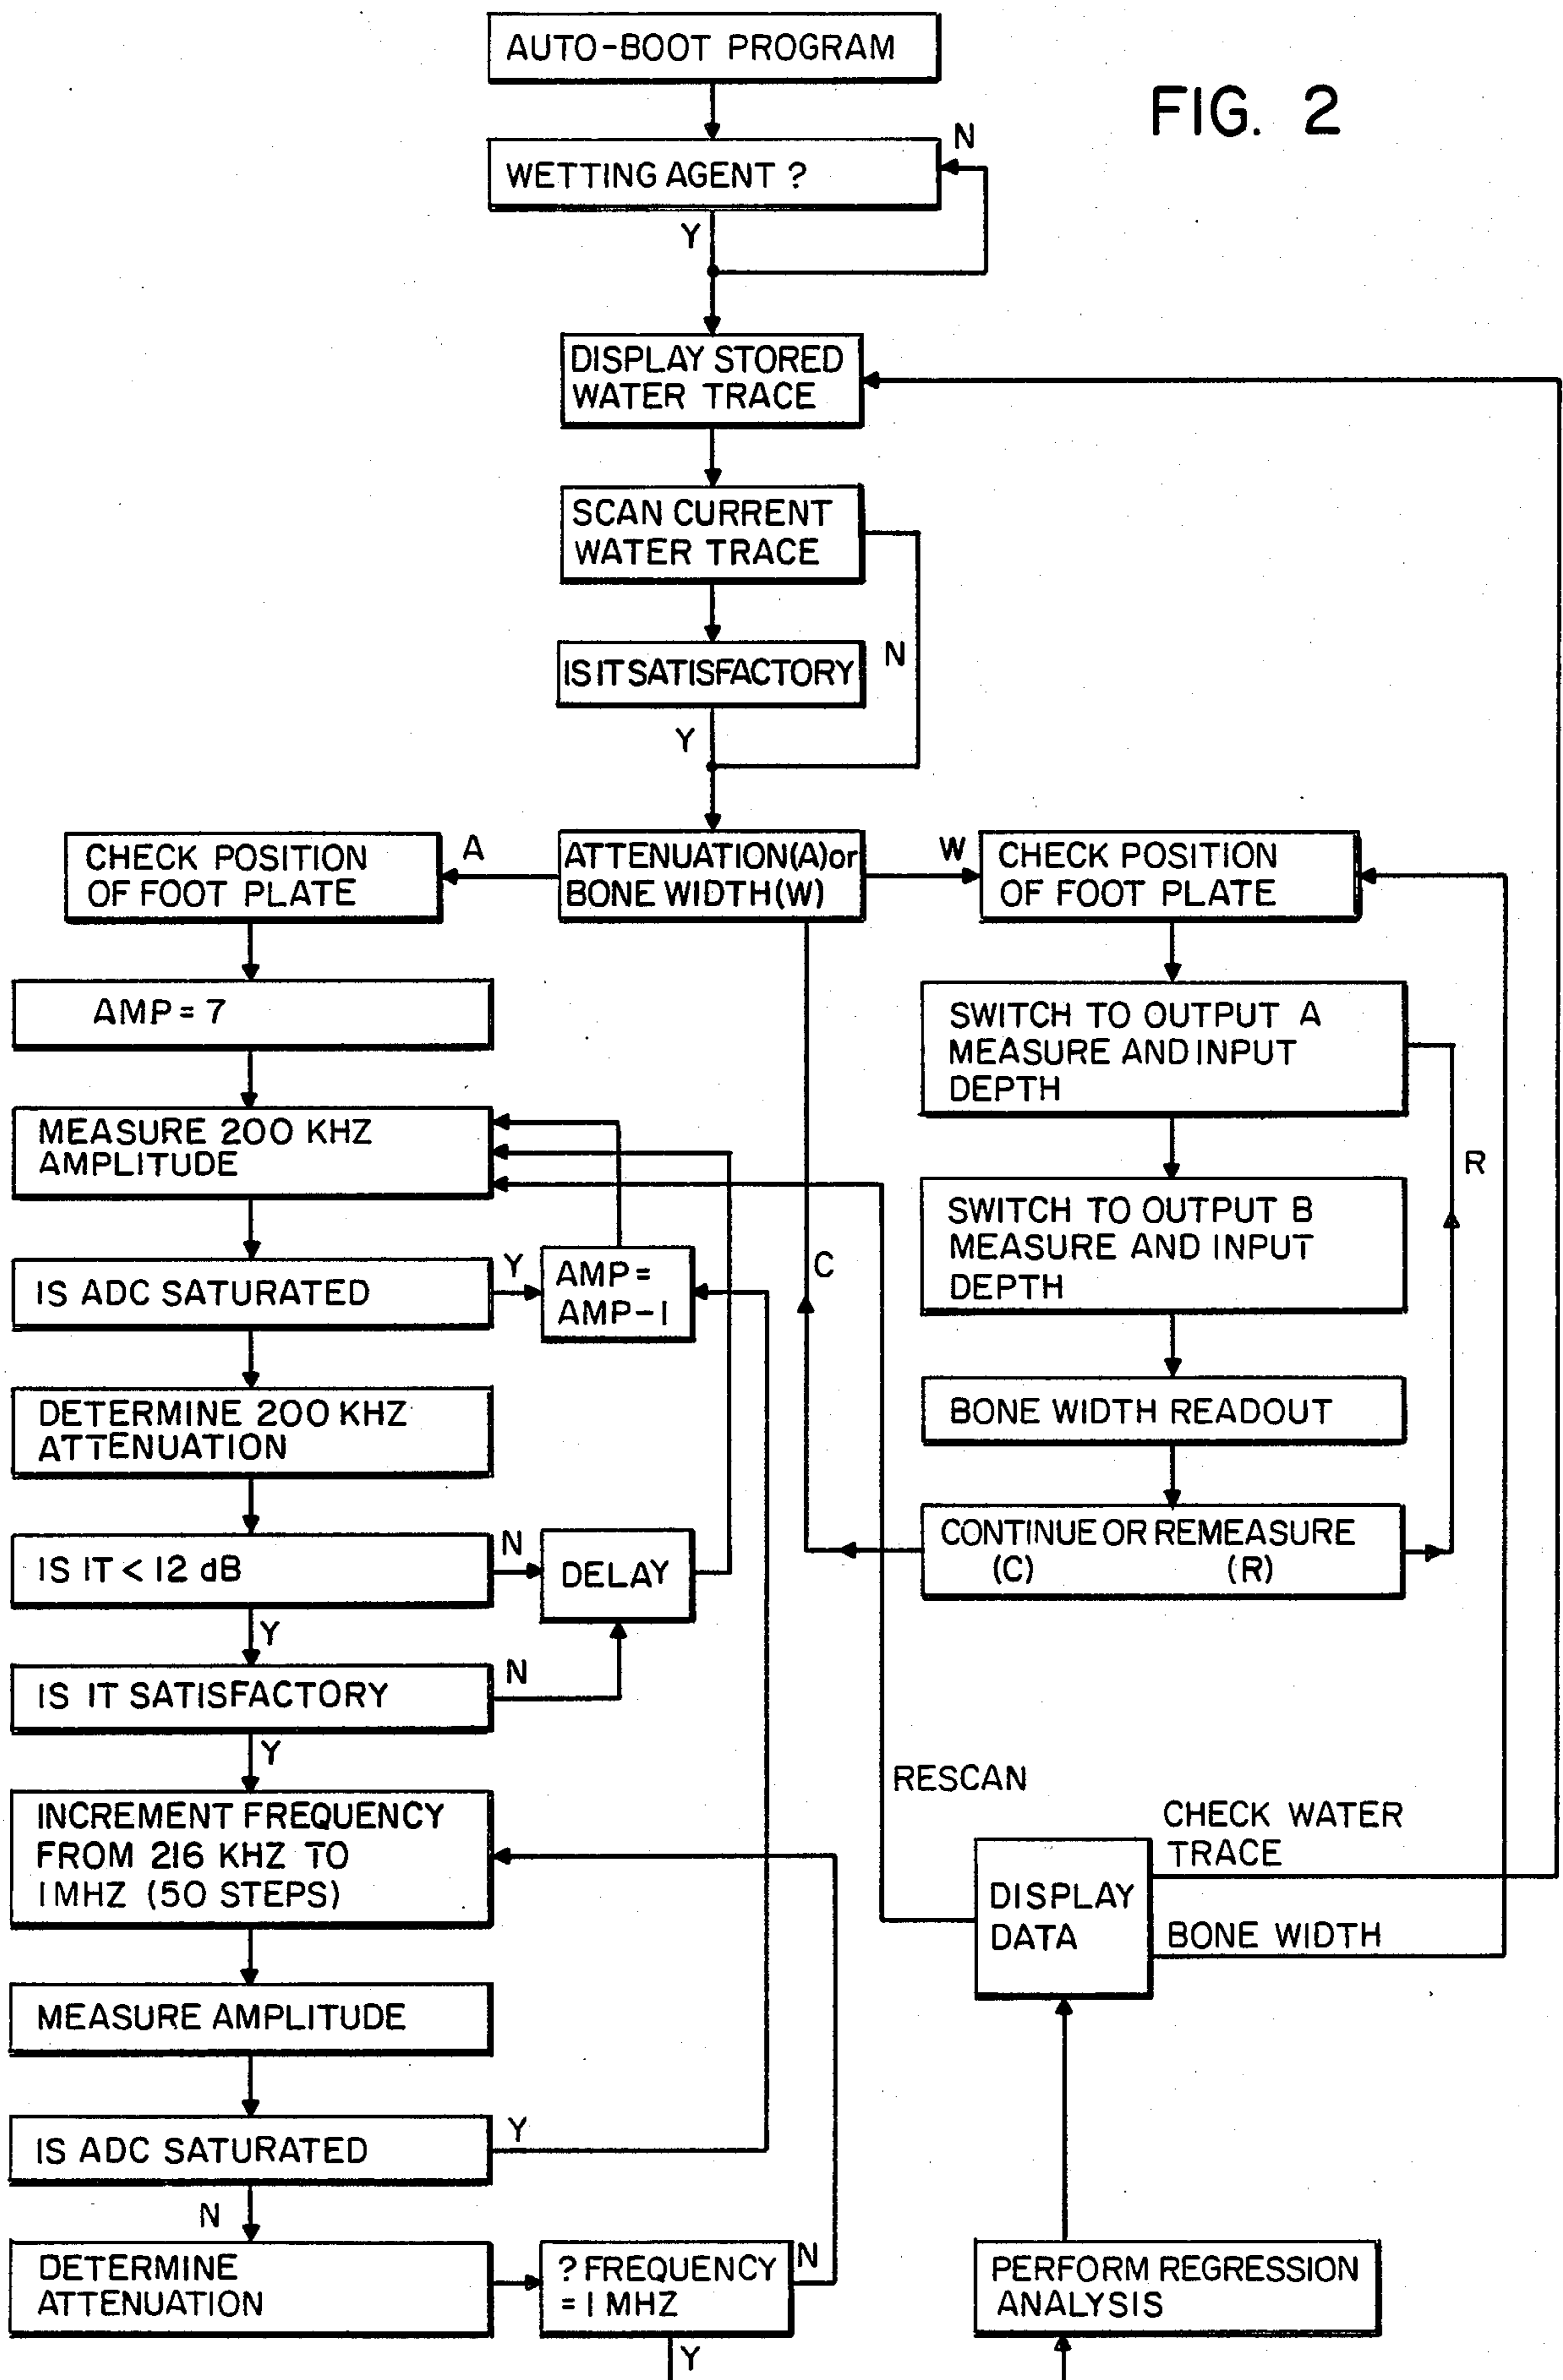 AUTO-BOOT PROGRAM
FIG. 2
N
WETTING AGENT ?
Y
DISPLAY STORED
WATER TRACE
SCAN CURRENT
WATER TRACE
N
IS IT SATISFACTORY
Y
CHECK POSITION
OF FOOT PLATE
A
ATTENUATION(A)or
BONE WIDTH(W)
W
CHECK POSITION
OF FOOT PLATE
AMP = 7
MEASURE 200 KHZ
AMPLITUDE
IS ADC SATURATED
Y
AMP =
AMP-1
DETERMINE 200 KHZ
ATTENUATION
IS IT < 12 dB
N
DELAY
Y
IS IT SATISFACTORY
N
Y
INCREMENT FREQUENCY
FROM 216 KHZ TO
1 MHZ (50 STEPS)
MEASURE AMPLITUDE
IS ADC SATURATED
Y
N
DETERMINE
ATTENUATION
? FREQUENCY
= 1 MHZ
N
Y
SWITCH TO OUTPUT A
MEASURE AND INPUT
DEPTH
R
SWITCH TO OUTPUT B
MEASURE AND INPUT
DEPTH
C
BONE WIDTH READOUT
CONTINUE OR REMEASURE
(C) (R)
RESCAN
CHECK WATER
TRACE
DISPLAY
DATA
BONE WIDTH
PERFORM REGRESSION
ANALYSIS